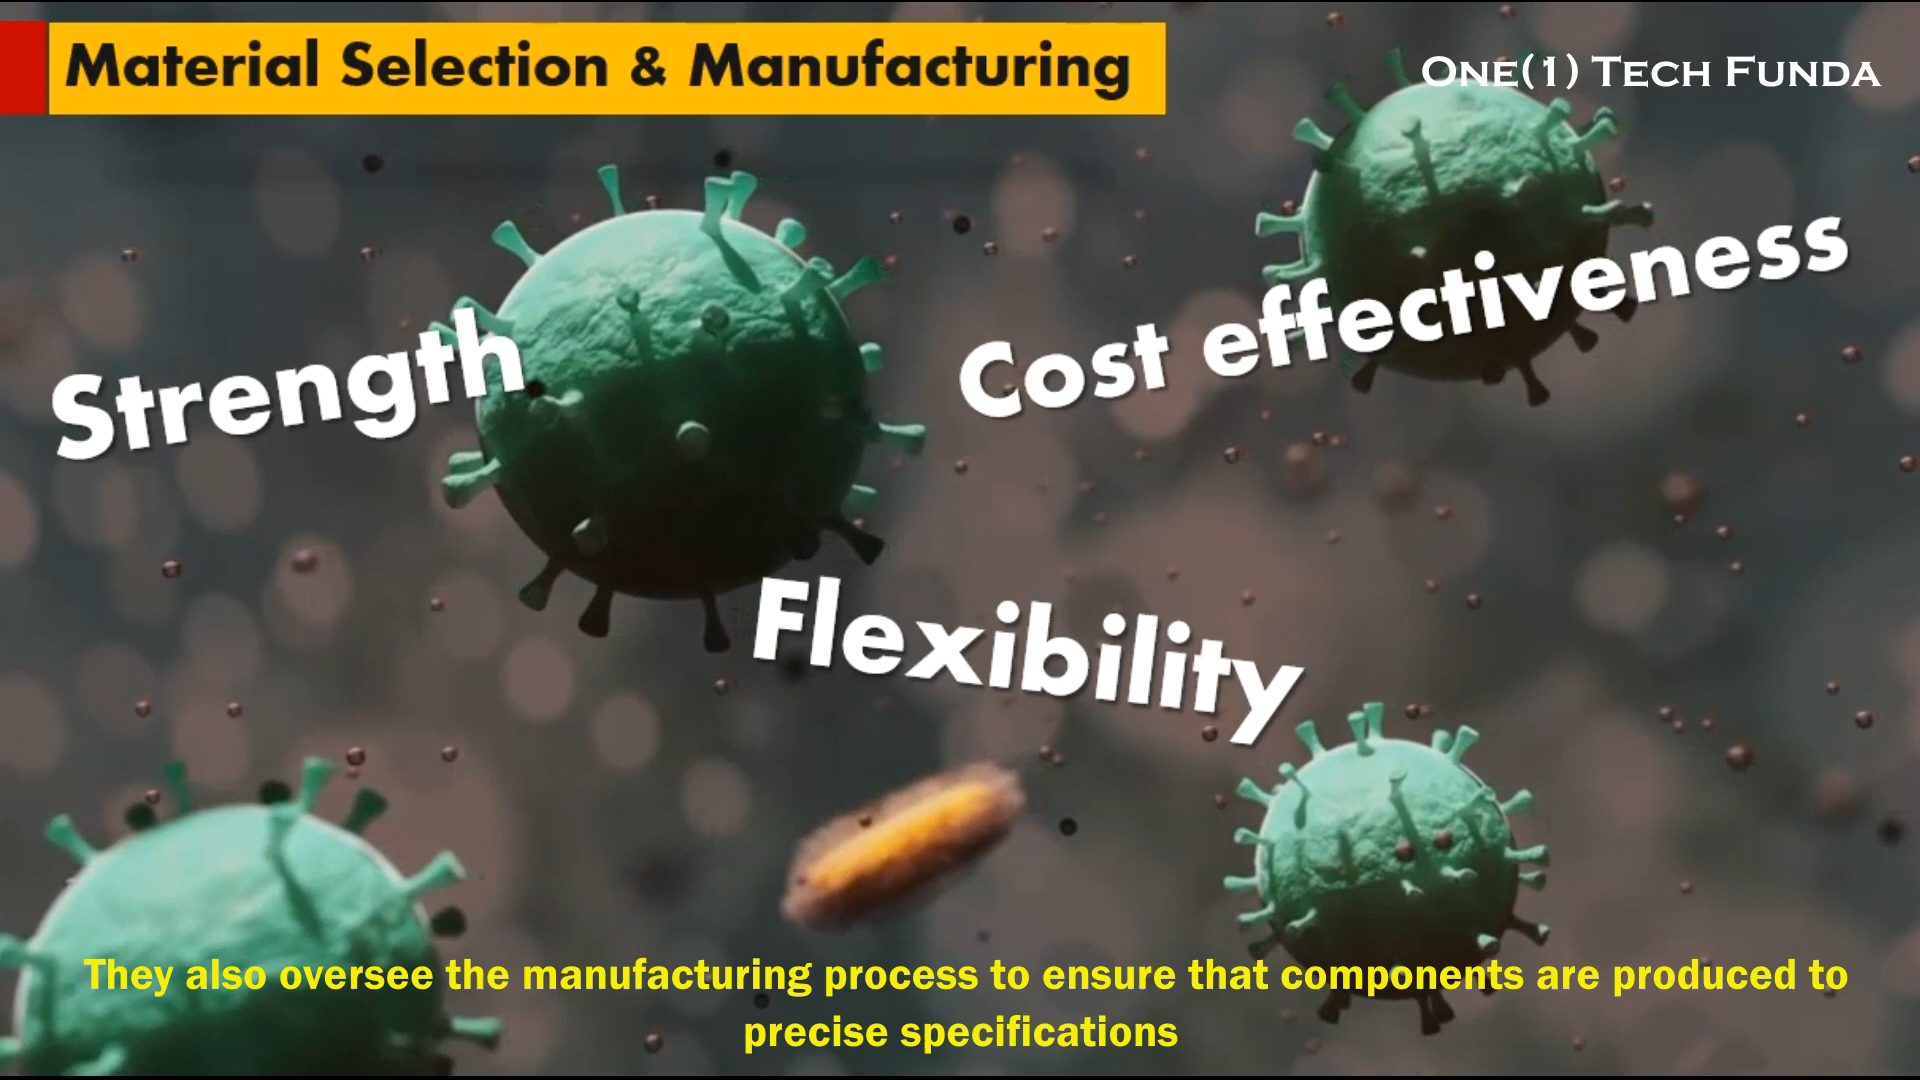 Material Selection & Manufacturing
ONE(1) TECH FUNDA
Strength
Cost effectiveness
Flexibility
They also oversee the manufacturing process to ensure that components are produced to
precise specifications